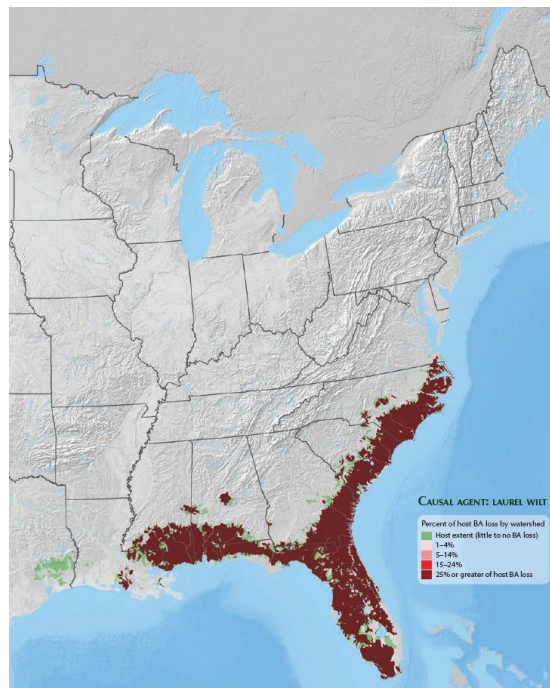 CAUSAL AGENT: LAUREL WILT
Percent of host BA loss by watershed
Host extent (little to no BA loss)
1–4%
5–14%
15–24%
25% or greater of host BA loss